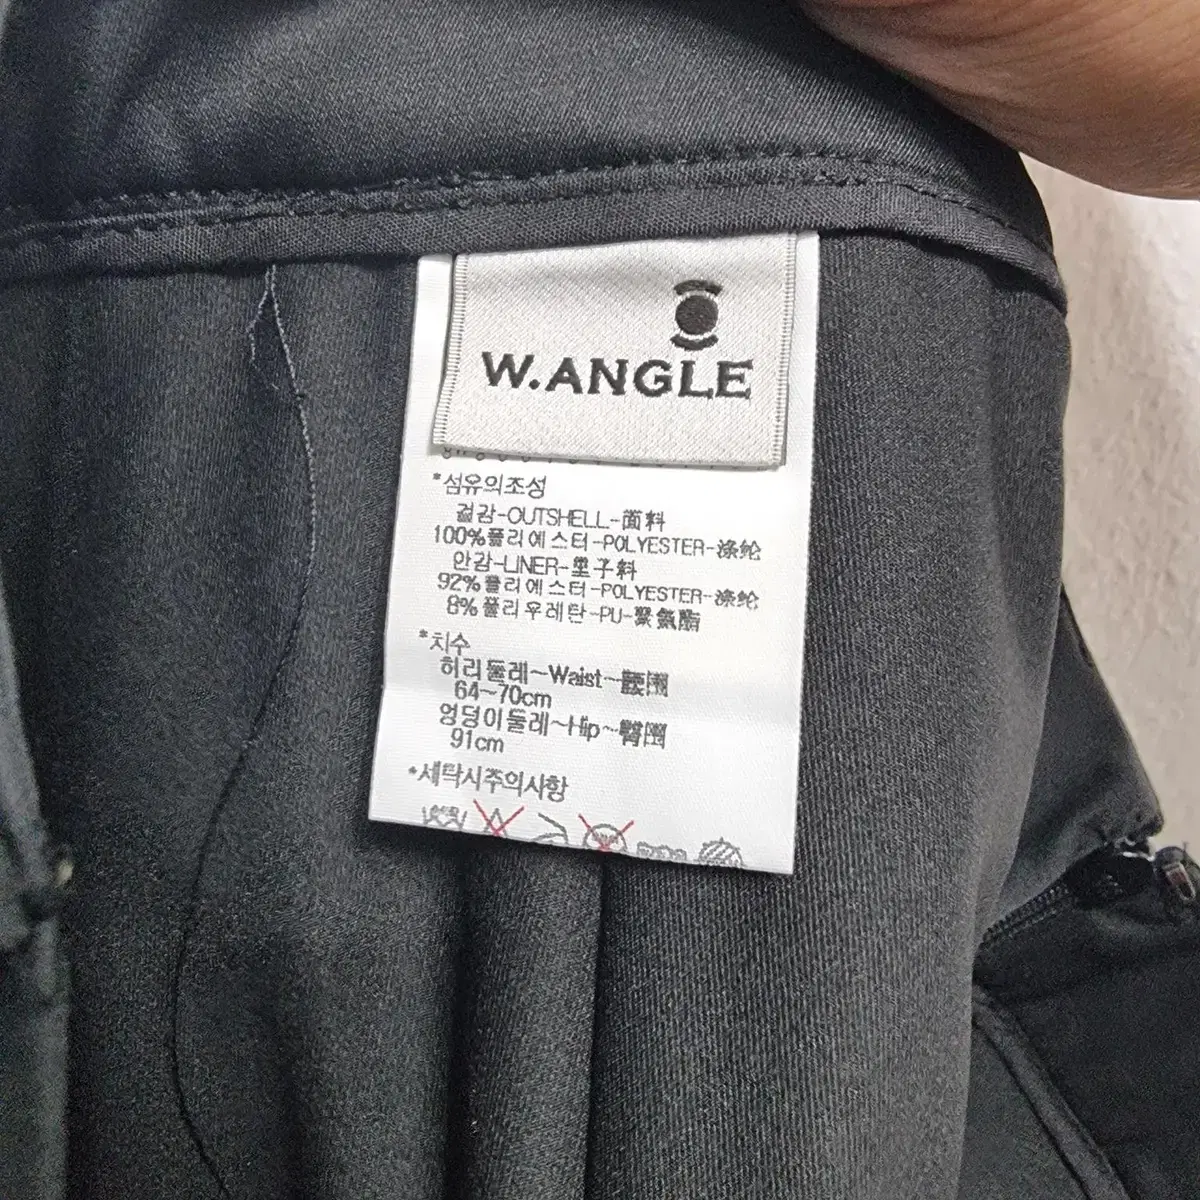 W.ANGLE
*섬유의조성
겉감-OUTSHELL-面料
100%폴리에스터-POLYESTER-涤纶
안감-LINER-里子料
92%폴리에스터-POLYESTER-涤纶
8%폴리우레탄-PU-聚氨酯
*치수
허리둘레~Waist~腰围
64~70cm
엉덩이둘레~Hip~臀围
91cm
*세탁시주의사항